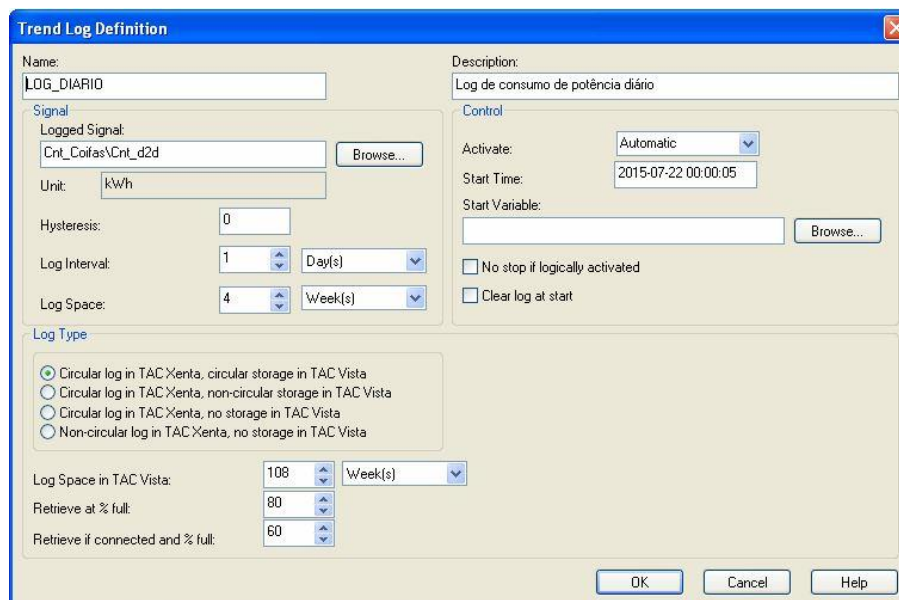 Trend Log Definition
Name:
LOG_DIARIO
Description:
Log de consumo de potência diário
Signal
Logged Signal:
Cnt_Coifas\Cnt_d2d
Browse...
Unit:
kWh
Hysteresis:
0
Log Interval:
1
Day(s)
Log Space:
4
Week(s)
Control
Activate:
Automatic
Start Time:
2015-07-22 00:00:05
Start Variable:
Browse...
No stop if logically activated
Clear log at start
Log Type
Circular log in TAC Xenta, circular storage in TAC Vista
Circular log in TAC Xenta, non-circular storage in TAC Vista
Circular log in TAC Xenta, no storage in TAC Vista
Non-circular log in TAC Xenta, no storage in TAC Vista
Log Space in TAC Vista:
108
Week(s)
Retrieve at % full:
80
Retrieve if connected and % full:
60
OK
Cancel
Help